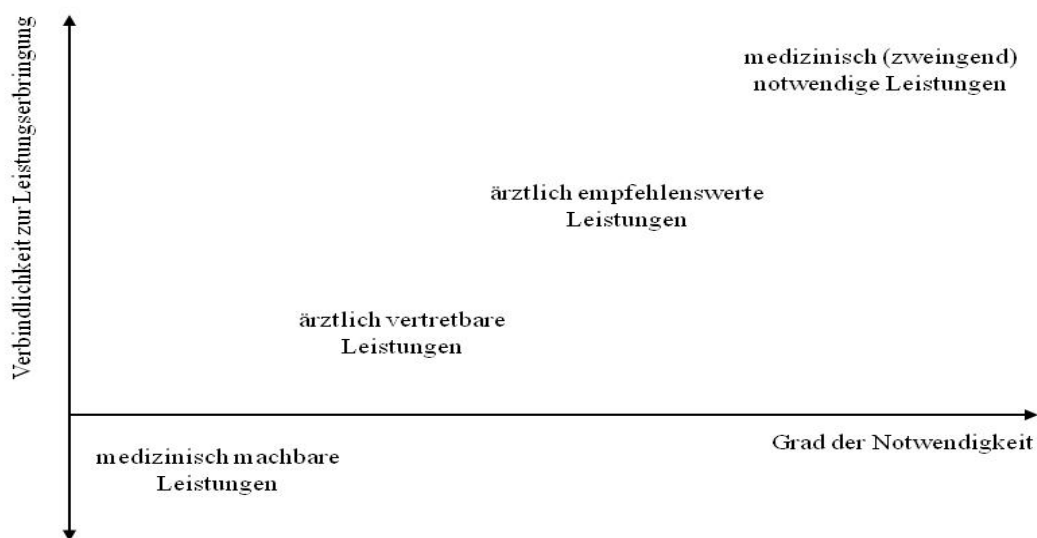 Verbindlichkeit zur Leistungserbringung
medizinisch (zweingend)
notwendige Leistungen
ärztlich empfehlenswerte
Leistungen
ärztlich vertretbare
Leistungen
Grad der Notwendigkeit
medizinisch machbare
Leistungen